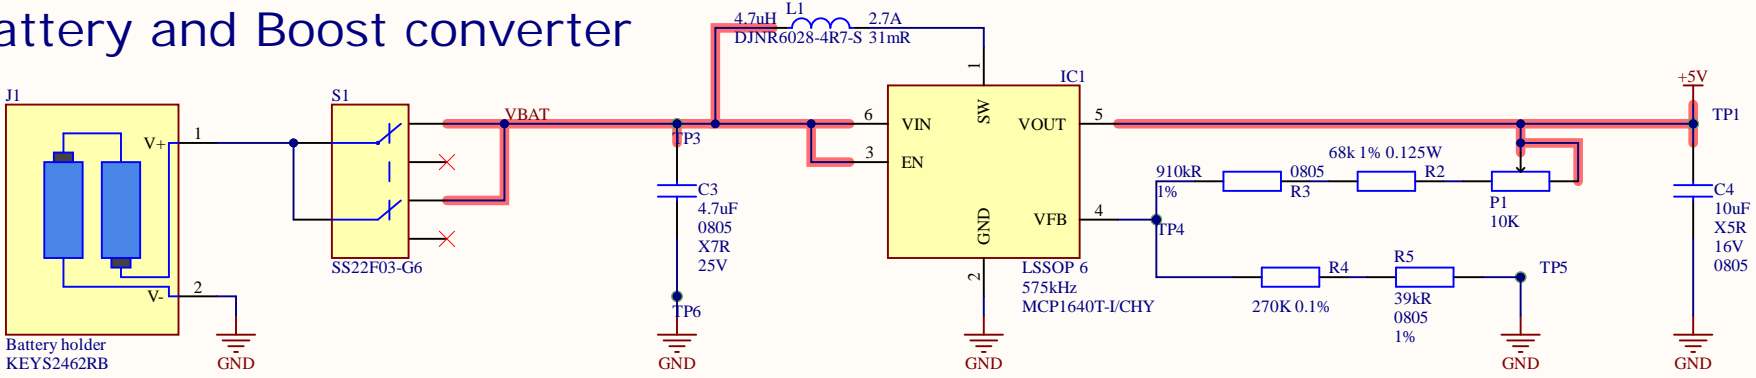 attery and Boost converter
J1
V+
1
V-
2
Battery holder
KEYS2462RB
GND
S1
SS22F03-G6
VBAT
TP3
C3
4.7uF
0805
X7R
25V
TP6
GND
4.7uH
L1
2.7A
DJNR6028-4R7-S
31mR
IC1
1
SW
6
VIN
VOUT
5
3
EN
VFB
4
GND
2
LSSOP 6
575kHz
MCP1640T-I/CHY
GND
910kR
1%
0805
R3
68k 1% 0.125W
R2
P1
10K
TP4
R4
270K 0.1%
R5
39kR
0805
1%
TP5
GND
+5V
TP1
C4
10uF
X5R
16V
0805
GND